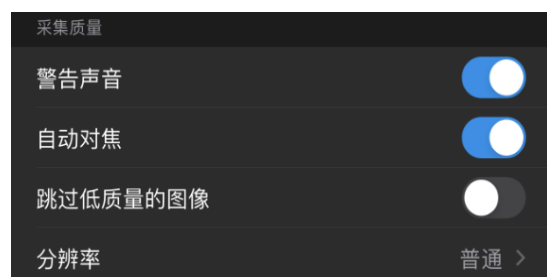 采集质量
警告声音
自动对焦
跳过低质量的图像
分辨率 普通